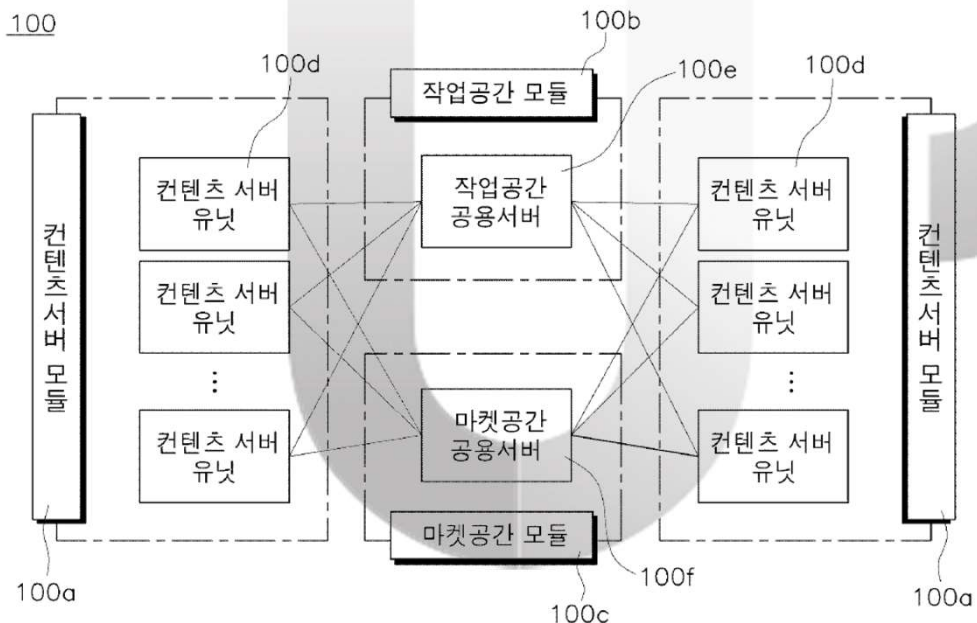 100
100b
100d
100e
100d
작업공간 모듈
컨텐츠 서버
유닛
작업공간
공용서버
컨텐츠 서버
유닛
컨텐츠서버 모듈
컨텐츠 서버
유닛
컨텐츠 서버
유닛
컨텐츠서버 모듈
...
...
컨텐츠 서버
유닛
마켓공간
공용서버
컨텐츠 서버
유닛
마켓공간 모듈
100a
100c
100f
100a